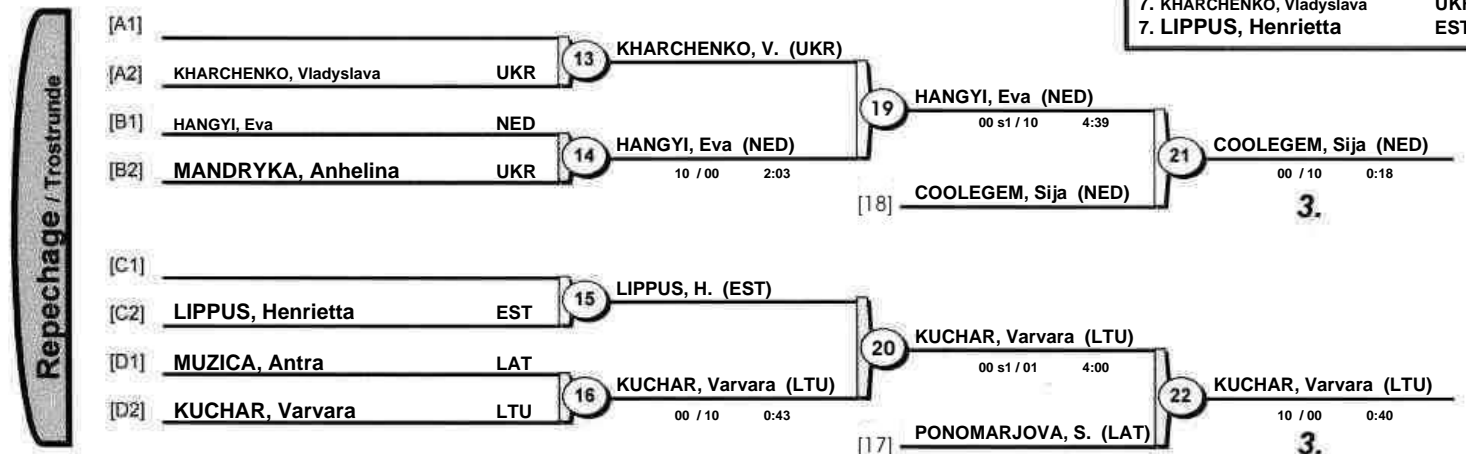 7. KHARCHENKO, Vladyslava UKR
7. LIPPUS, Henrietta EST
Repechage / Trostrunde
[A1]
[A2] KHARCHENKO, Vladyslava UKR
13 KHARCHENKO, V. (UKR)
[B1] HANGYI, Eva NED
[B2] MANDRYKA, Anhelina UKR
14 HANGYI, Eva (NED)
10 / 00 2:03
19 HANGYI, Eva (NED)
00 s1 / 10 4:39
[18] COOLEGEM, Sija (NED)
21 COOLEGEM, Sija (NED)
00 / 10 0:18
3.
[C1]
[C2] LIPPUS, Henrietta EST
15 LIPPUS, H. (EST)
[D1] MUZICA, Antra LAT
[D2] KUCHAR, Varvara LTU
16 KUCHAR, Varvara (LTU)
00 / 10 0:43
20 KUCHAR, Varvara (LTU)
00 s1 / 01 4:00
[17] PONOMARJOVA, S. (LAT)
22 KUCHAR, Varvara (LTU)
10 / 00 0:40
3.